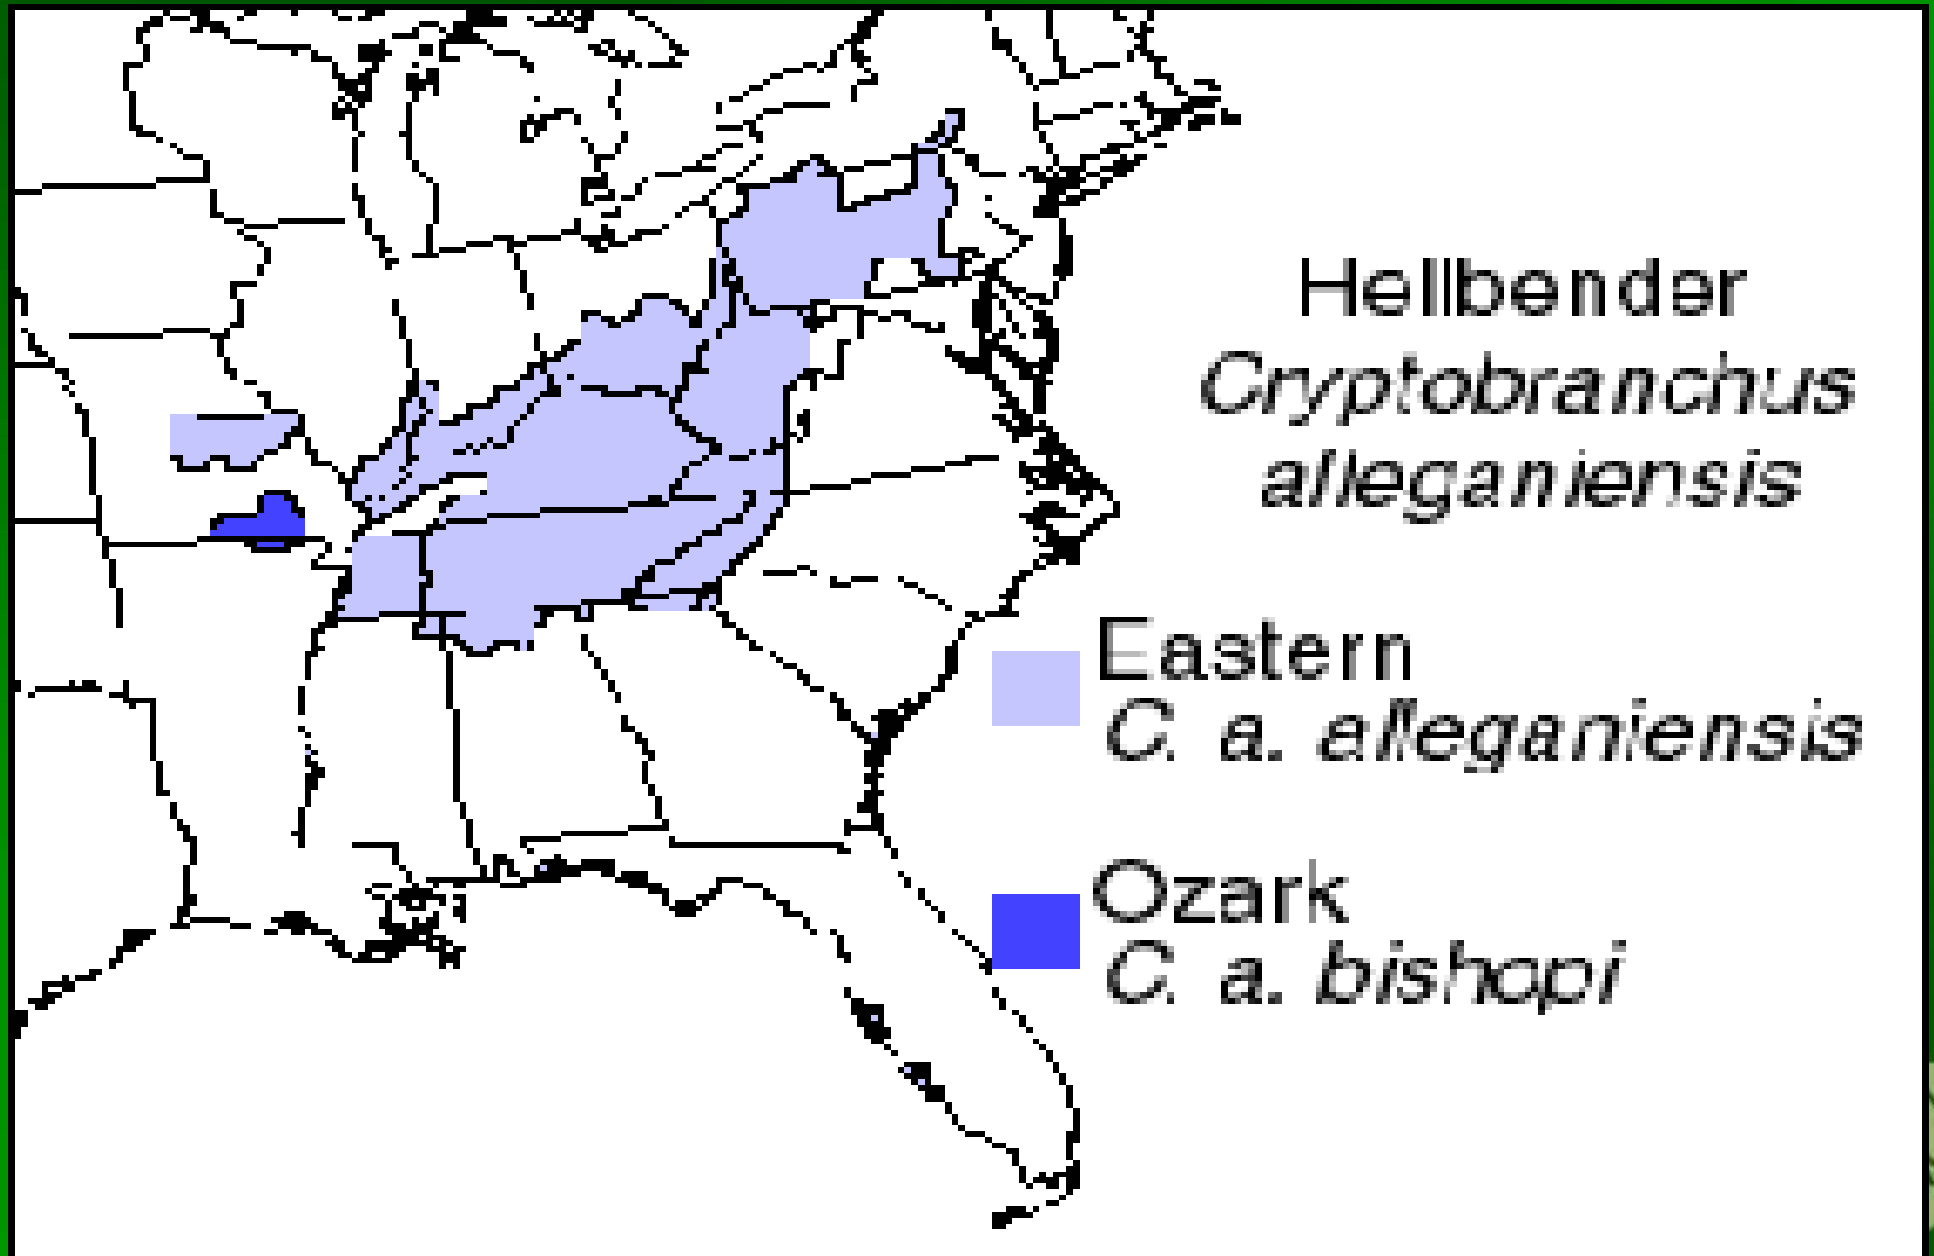 Hellbender
Cryptobranchus
alleganiensis
Eastern
C. a. alleganiensis
Ozark
C. a. bishopi